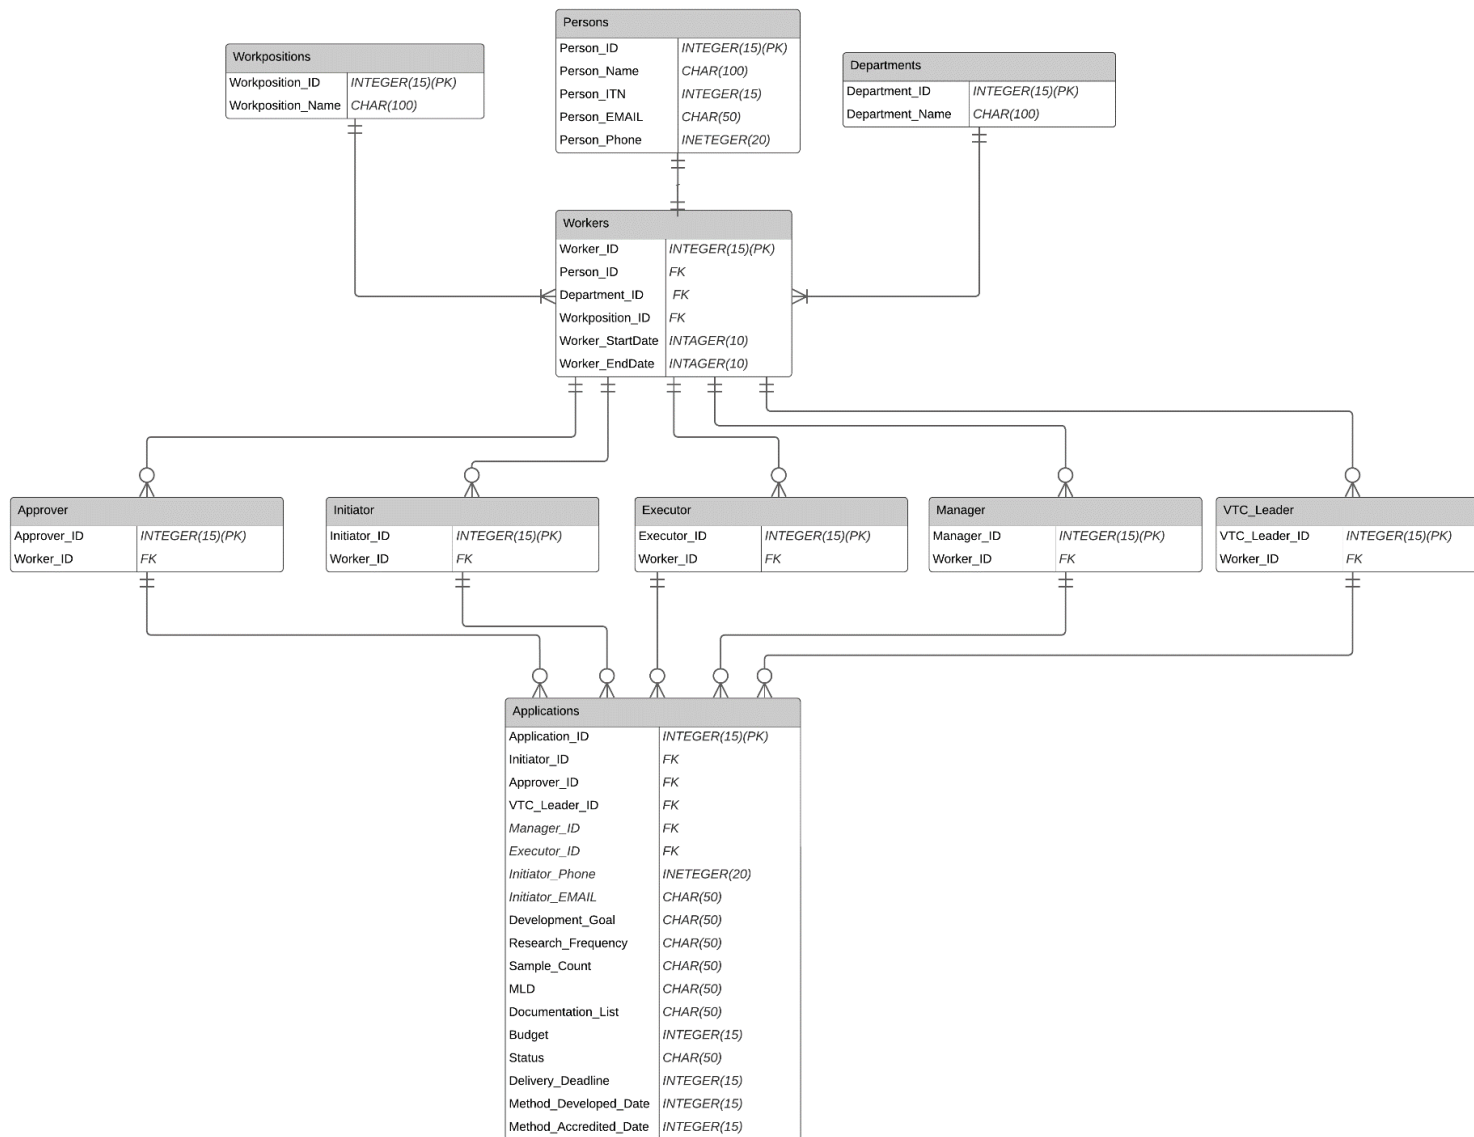 Workpositions
Workposition_ID INTEGER(15)(PK)
Workposition_Name CHAR(100)
Persons
Person_ID INTEGER(15)(PK)
Person_Name CHAR(100)
Person_ITN INTEGER(15)
Person_EMAIL CHAR(50)
Person_Phone INETEGER(20)
Departments
Department_ID INTEGER(15)(PK)
Department_Name CHAR(100)
Workers
Worker_ID INTEGER(15)(PK)
Person_ID FK
Department_ID FK
Workposition_ID FK
Worker_StartDate INTAGER(10)
Worker_EndDate INTAGER(10)
Approver
Approver_ID INTEGER(15)(PK)
Worker_ID FK
Initiator
Initiator_ID INTEGER(15)(PK)
Worker_ID FK
Executor
Executor_ID INTEGER(15)(PK)
Worker_ID FK
Manager
Manager_ID INTEGER(15)(PK)
Worker_ID FK
VTC_Leader
VTC_Leader_ID INTEGER(15)(PK)
Worker_ID FK
Applications
Application_ID INTEGER(15)(PK)
Initiator_ID FK
Approver_ID FK
VTC_Leader_ID FK
Manager_ID FK
Executor_ID FK
Initiator_Phone INETEGER(20)
Initiator_EMAIL CHAR(50)
Development_Goal CHAR(50)
Research_Frequency CHAR(50)
Sample_Count CHAR(50)
MLD CHAR(50)
Documentation_List CHAR(50)
Budget INTEGER(15)
Status CHAR(50)
Delivery_Deadline INTEGER(15)
Method_Developed_Date INTEGER(15)
Method_Accredited_Date INTEGER(15)